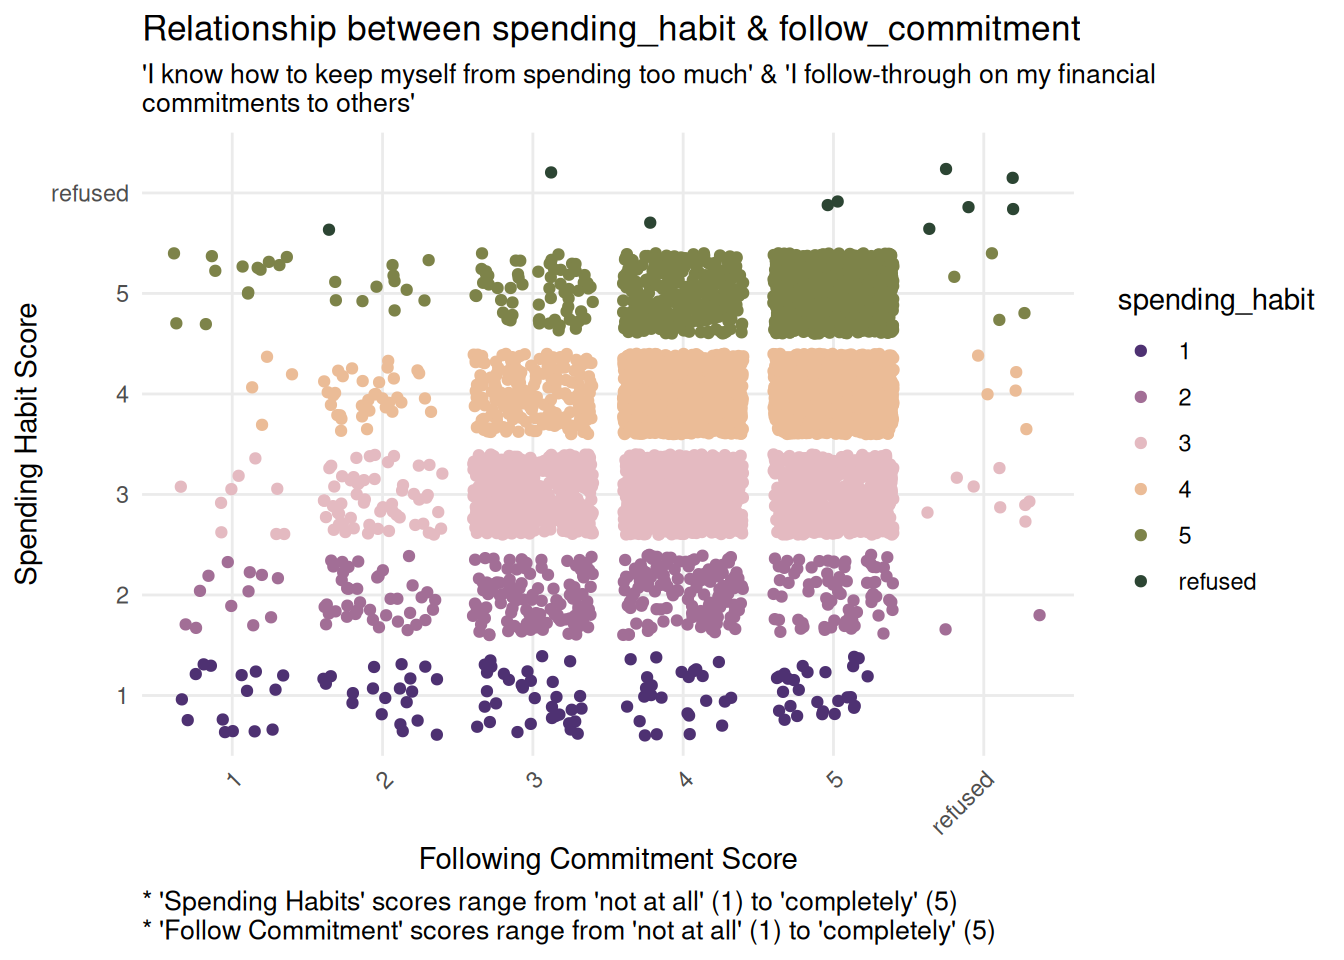 Relationship between spending_habit & follow_commitment
'I know how to keep myself from spending too much' & 'I follow-through on my financial
commitments to others'
Spending Habit Score
refused
5
4
3
2
1
1
2
3
4
5
refused
Following Commitment Score
spending_habit
1
2
3
4
5
refused
* 'Spending Habits' scores range from 'not at all' (1) to 'completely' (5)
* 'Follow Commitment' scores range from 'not at all' (1) to 'completely' (5)